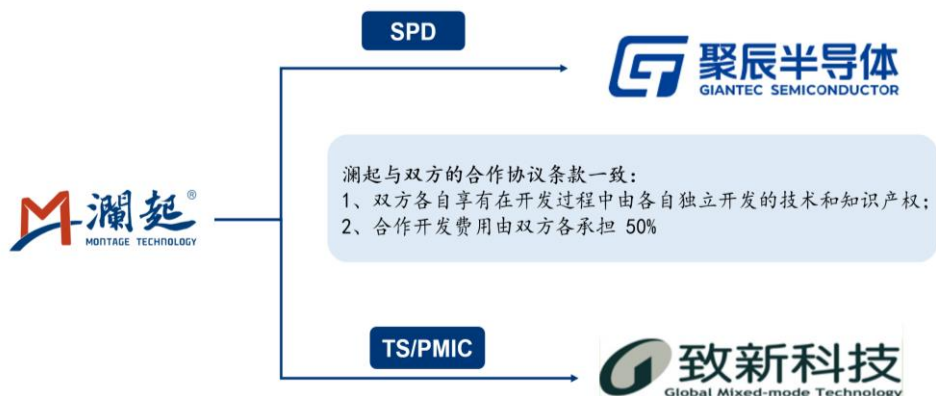 SPD
聚辰半导体
GIANTEC SEMICONDUCTOR
澜起与双方的合作协议条款一致：
1、双方各自享有在开发过程中由各自独立开发的技术和知识产权；
2、合作开发费用由双方各承担 50%
瀾起®
MONTAGE TECHNOLOGY
TS/PMIC
致新科技
Global Mixed-mode Technology